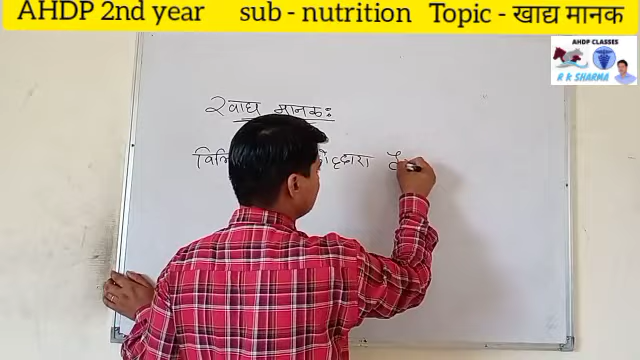 AHDP 2nd year sub - nutrition Topic - खाद्य मानक
AHDP CLASSES
R K SHARMA
खाद्य मानक:
द्वारा